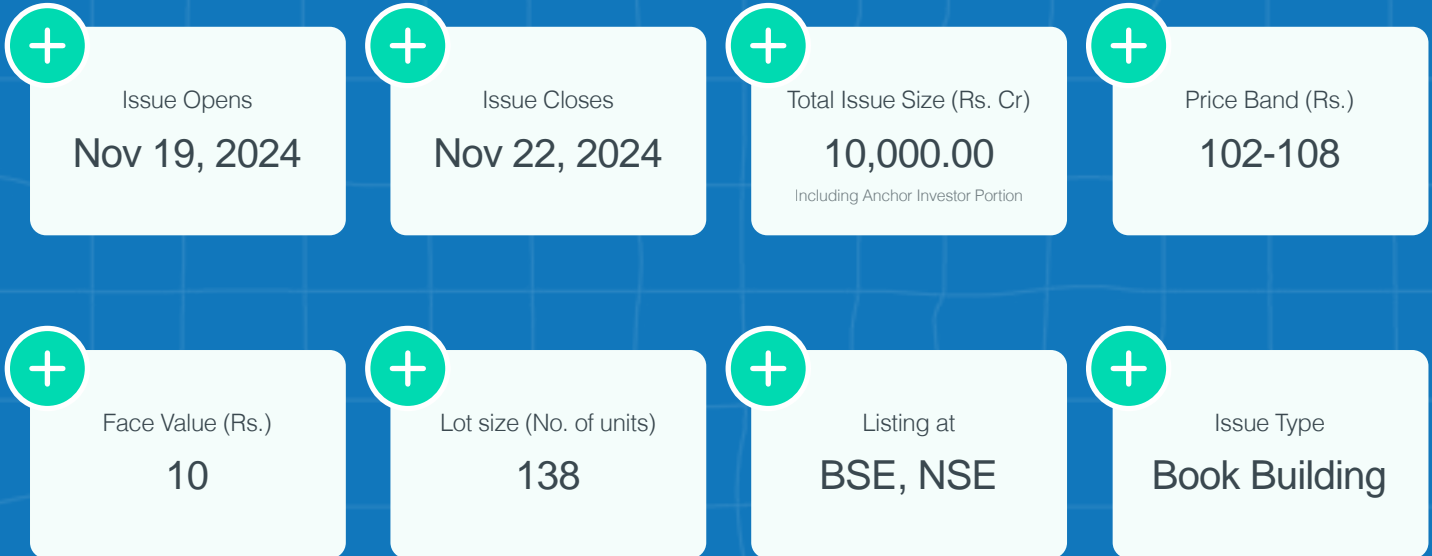 Issue Opens
Nov 19, 2024
Issue Closes
Nov 22, 2024
Total Issue Size (Rs. Cr)
10,000.00
Including Anchor Investor Portion
Price Band (Rs.)
102-108
Face Value (Rs.)
10
Lot size (No. of units)
138
Listing at
BSE, NSE
Issue Type
Book Building